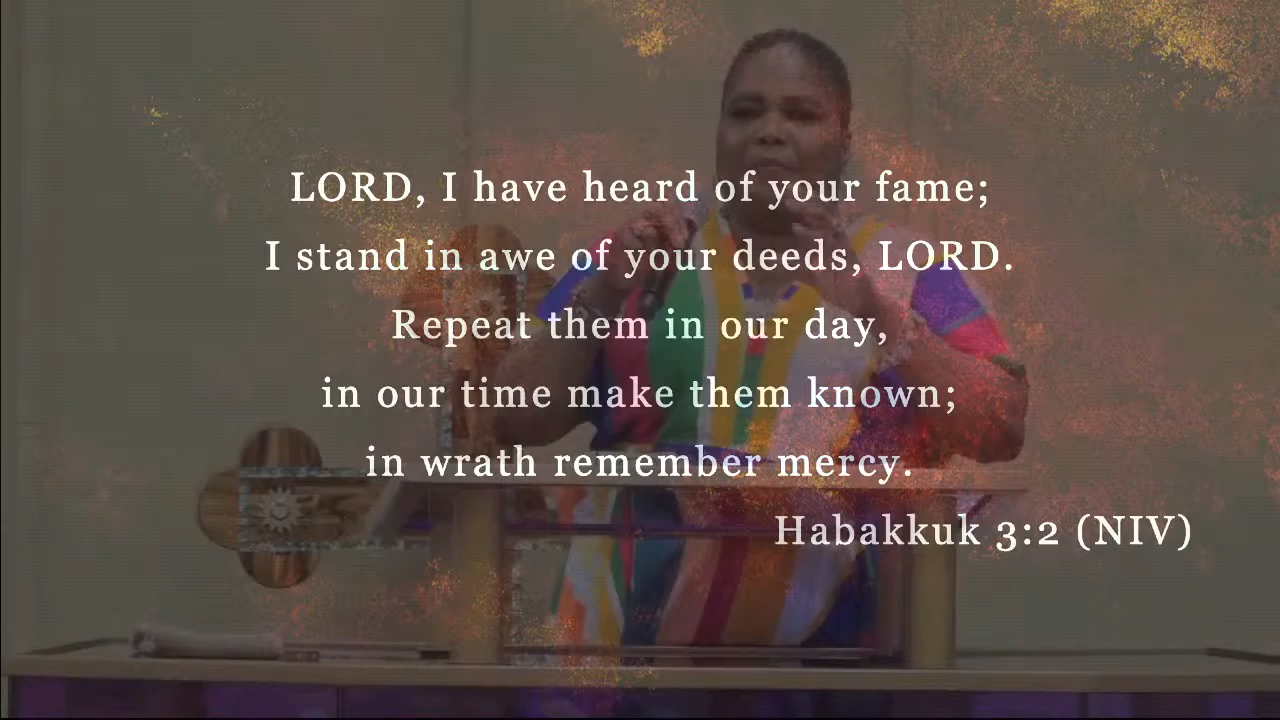 LORD, I have heard of your fame;
I stand in awe of your deeds, LORD.
Repeat them in our day,
in our time make them known;
in wrath remember mercy.
Habakkuk 3:2 (NIV)